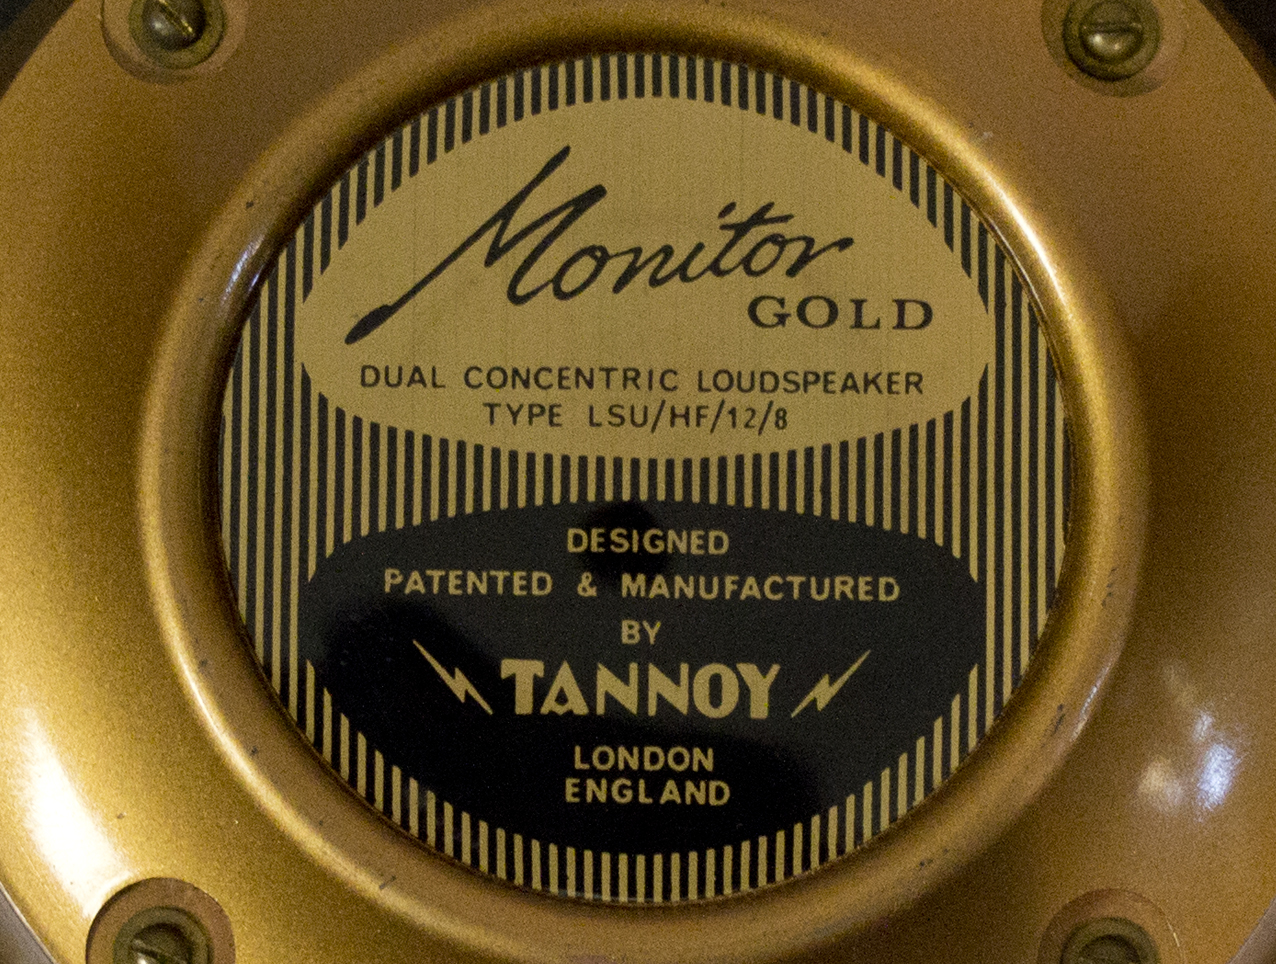 Monitor
GOLD
DUAL CONCENTRIC LOUDSPEAKER
TYPE LSU/HF/12/8
DESIGNED
PATENTED & MANUFACTURED
BY
TANNOY
LONDON
ENGLAND